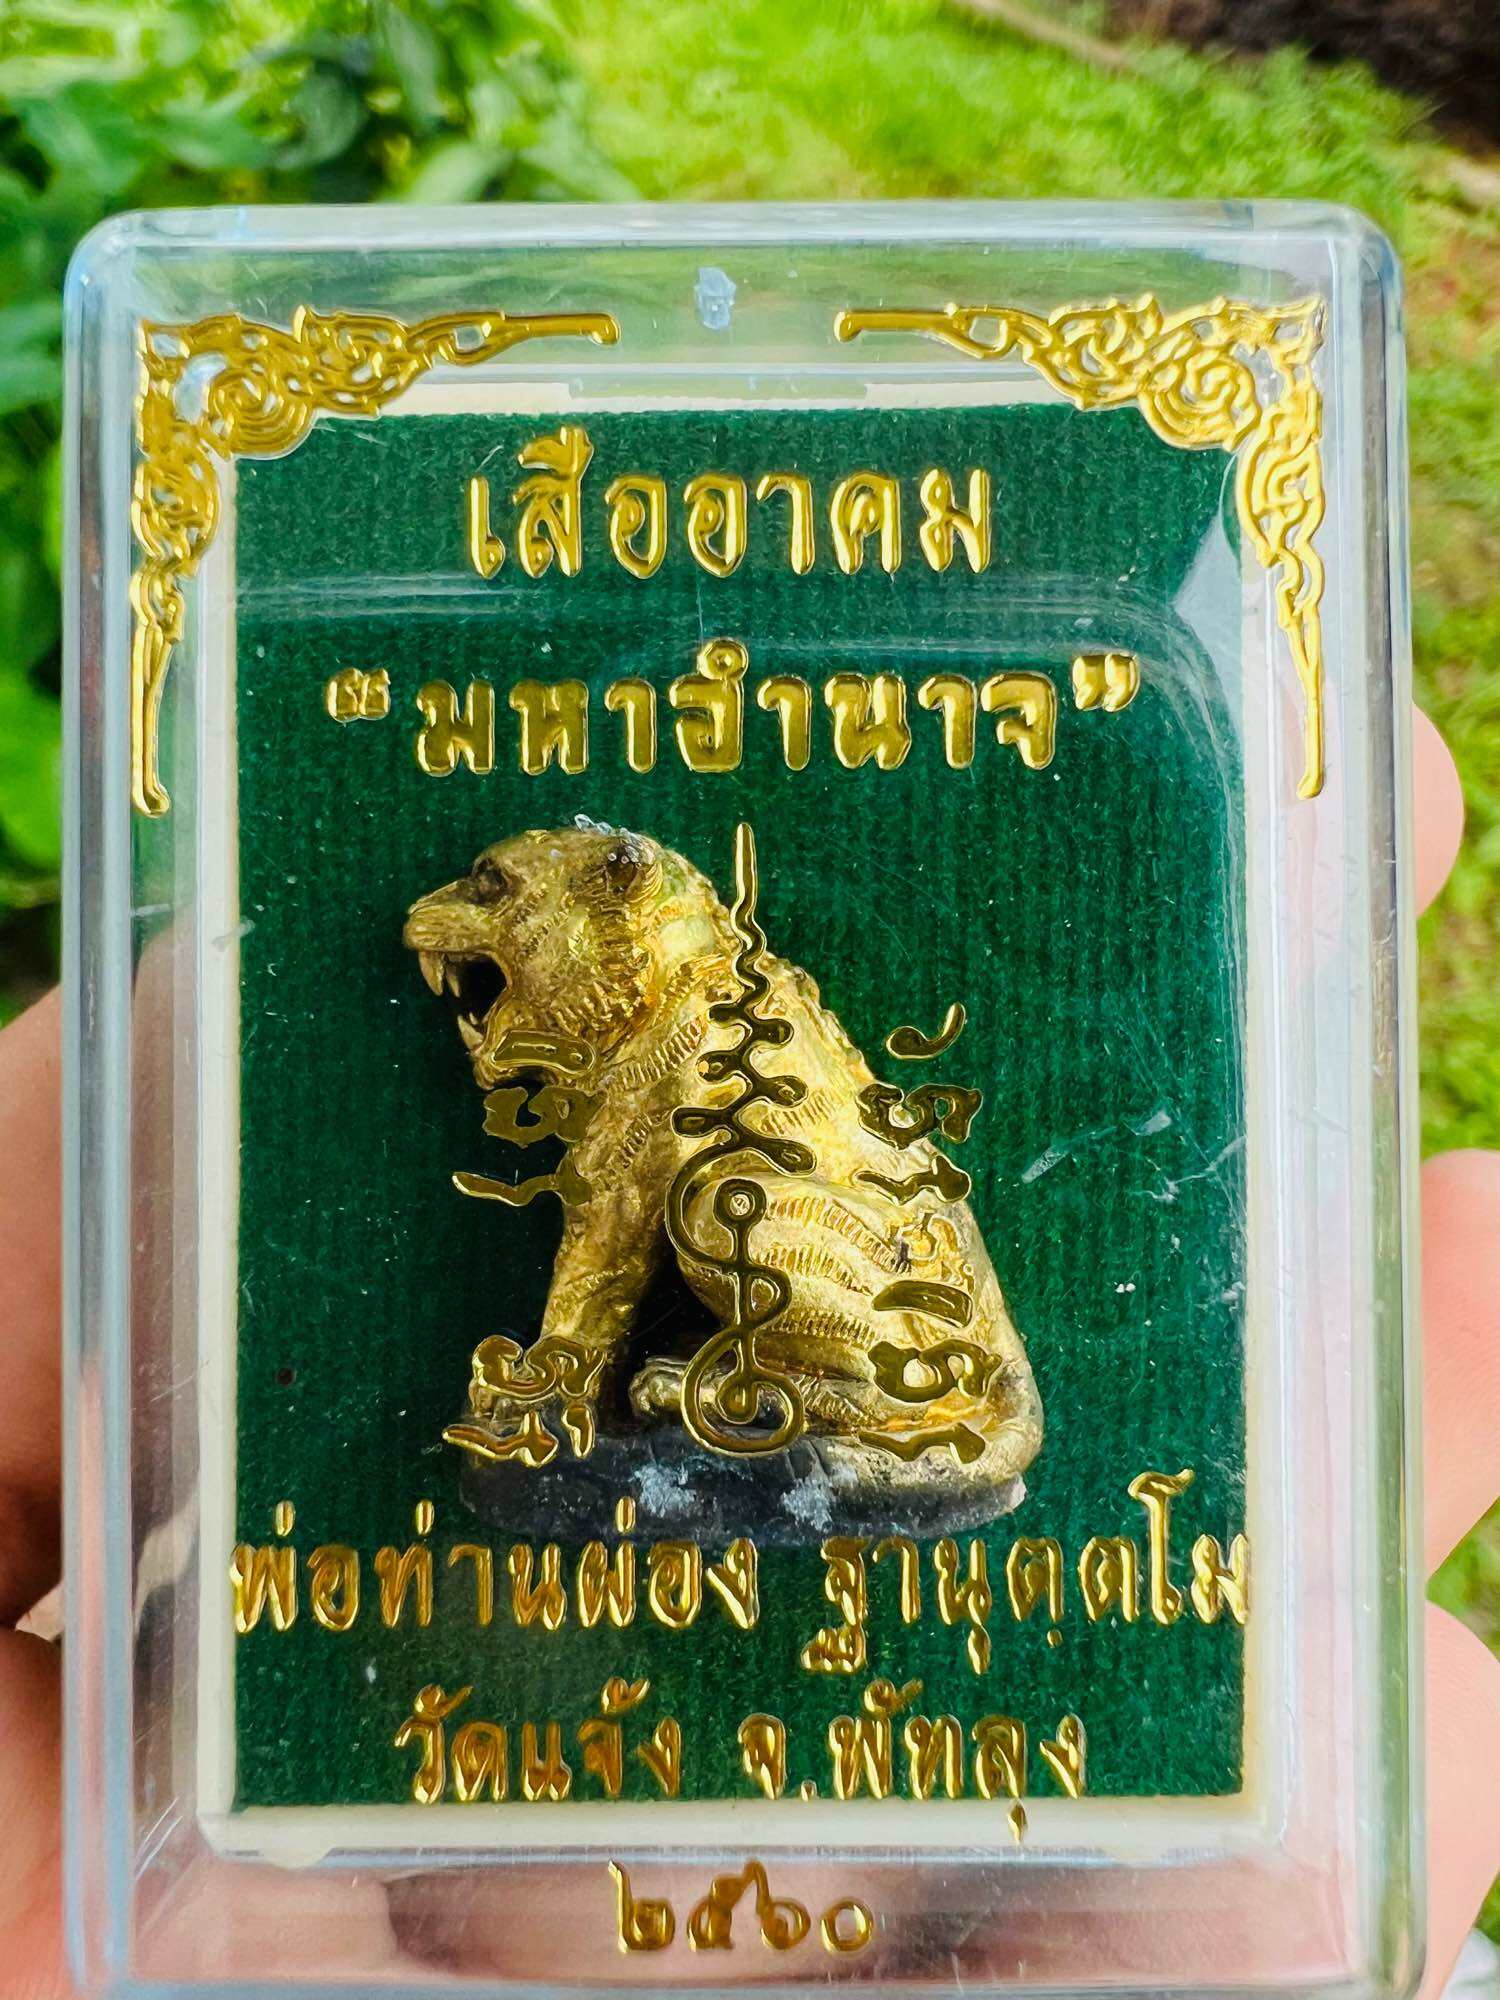 เสืออาคม
“มหาอำนาจ”
พ่อท่านผ่อง ฐานุตฺตโม
วัดแจ้ง จ.พัทลุง
๒๕๖๐